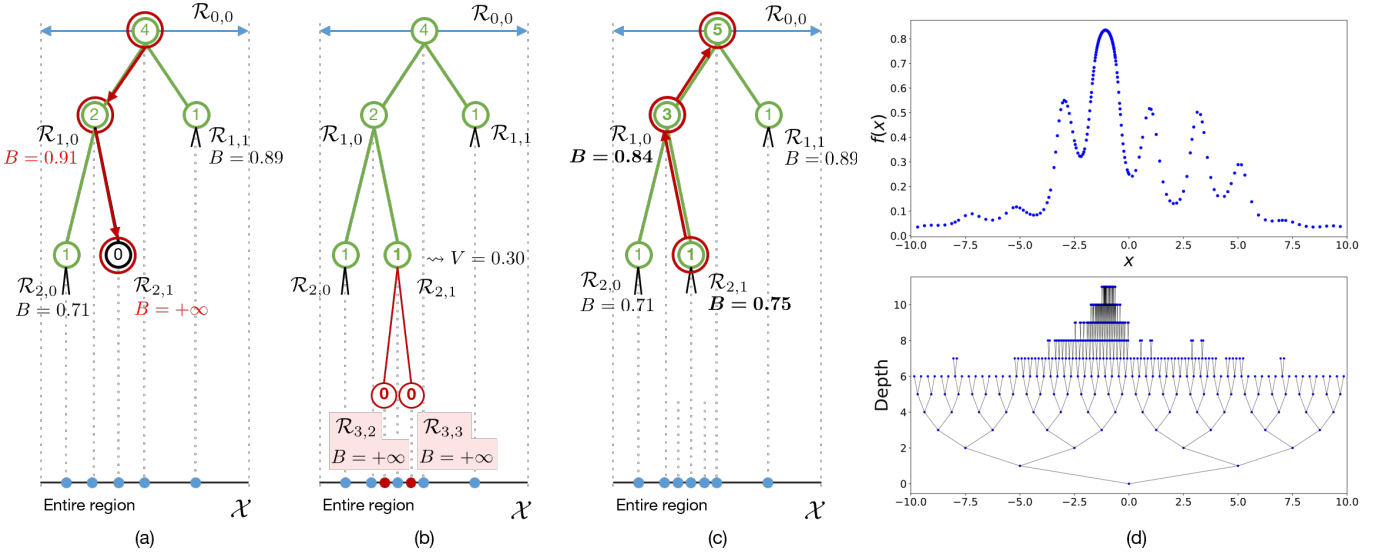 R₀,₀
4
2
1
R₁,₀
B = 0.91
R₁,₁
B = 0.89
1
0
R₂,₀
B = 0.71
R₂,₁
B = +∞
Entire region
X
(a)
R₀,₀
4
2
1
R₁,₀
R₁,₁
1
1
⇝ V = 0.30
R₂,₀
R₂,₁
0
0
R₃,₂
B = +∞
R₃,₃
B = +∞
Entire region
X
(b)
R₀,₀
5
3
1
R₁,₀
B = 0.84
R₁,₁
B = 0.89
1
1
R₂,₀
B = 0.71
R₂,₁
B = 0.75
Entire region
X
(c)
f(x)
0.8
0.7
0.6
0.5
0.4
0.3
0.2
0.1
0.0
−10.0 −7.5 −5.0 −2.5 0.0 2.5 5.0 7.5 10.0
x
Depth
10
8
6
4
2
0
−10.0 −7.5 −5.0 −2.5 0.0 2.5 5.0 7.5 10.0
(d)